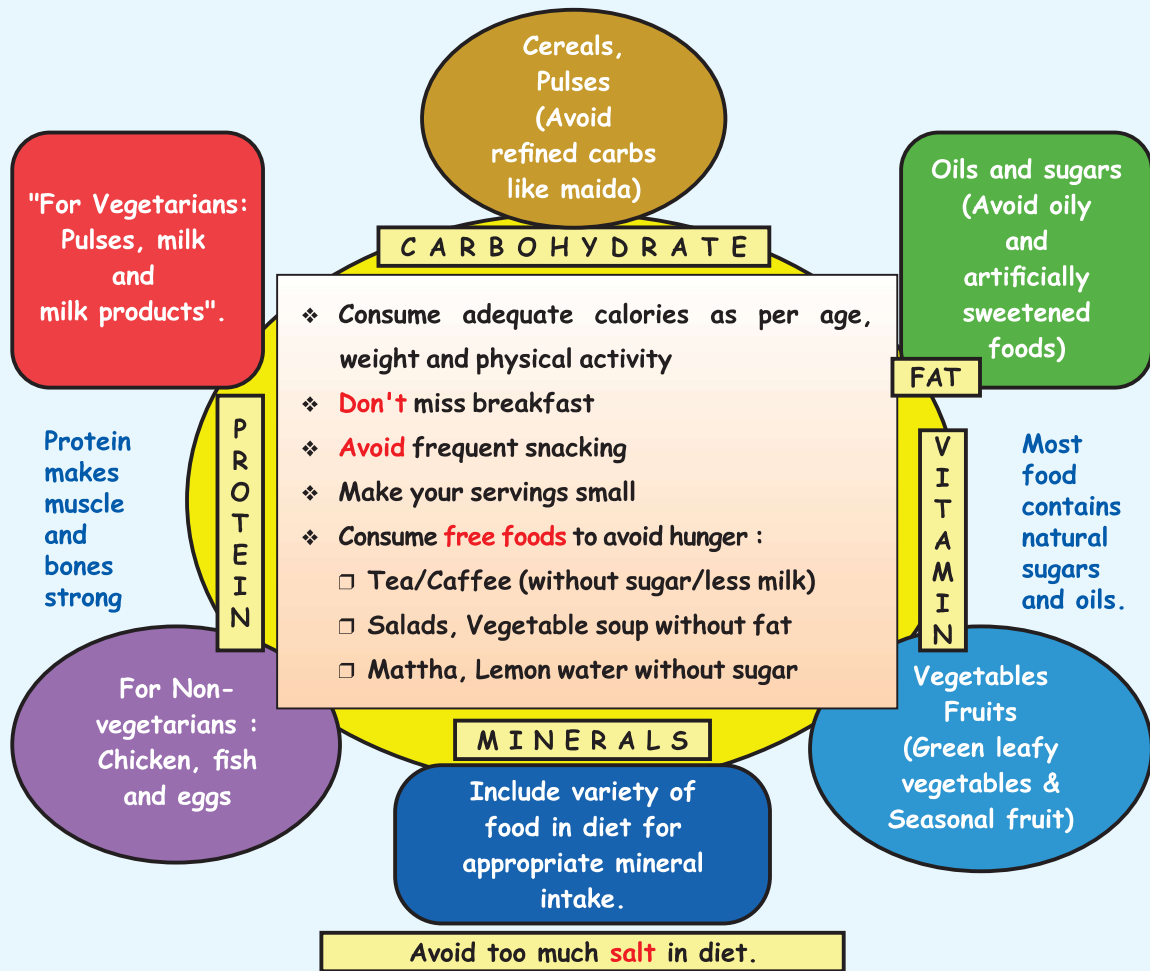 Cereals,
Pulses
(Avoid
refined carbs
like maida)
CARBOHYDRATE
"For Vegetarians:
Pulses, milk
and
milk products".
Oils and sugars
(Avoid oily
and
artificially
sweetened
foods)
FAT
PROTEIN
Protein
makes
muscle
and
bones
strong
❖ Consume adequate calories as per age,
weight and physical activity
❖ Don't miss breakfast
❖ Avoid frequent snacking
❖ Make your servings small
❖ Consume free foods to avoid hunger :
❐ Tea/Caffee (without sugar/less milk)
❐ Salads, Vegetable soup without fat
❐ Mattha, Lemon water without sugar
VITAMIN
Most
food
contains
natural
sugars
and oils.
For Non-
vegetarians :
Chicken, fish
and eggs
MINERALS
Include variety of
food in diet for
appropriate mineral
intake.
Vegetables
Fruits
(Green leafy
vegetables &
Seasonal fruit)
Avoid too much salt in diet.